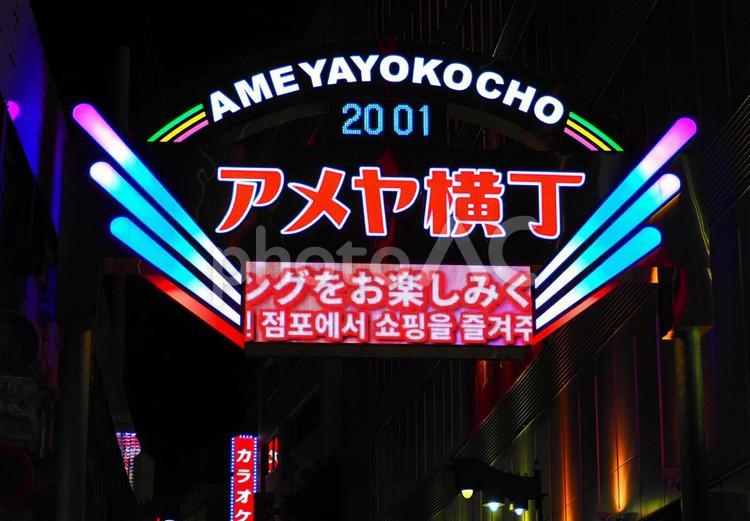 AMEYAYOKOCHO
20 01
アメヤ横丁
ングをお楽しみく
! 점포에서 쇼핑을 즐겨주
カラオケ
photoAC